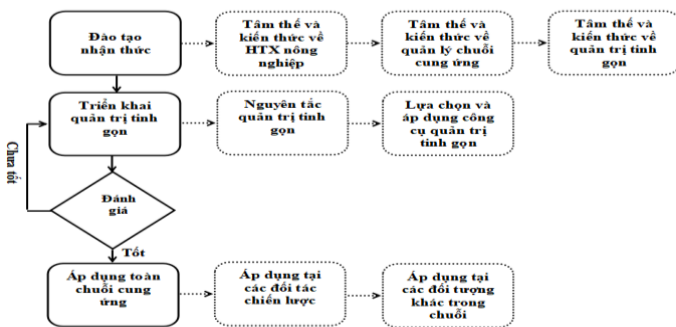 Đào tạo
nhận thức
Tâm thế và
kiến thức về
HTX nông
nghiệp
Tâm thế và
kiến thức về
quản lý chuỗi
cung ứng
Tâm thế và
kiến thức về
quản trị tinh
gọn
Triển khai
quản trị tinh
gọn
Nguyên tắc
quản trị tinh
gọn
Lựa chọn và
áp dụng công
cụ quản trị
tinh gọn
Chưa tốt
Đánh
giá
Tốt
Áp dụng toàn
chuỗi cung
ứng
Áp dụng tại
các đối tác
chiến lược
Áp dụng tại
các đối tượng
khác trong
chuỗi